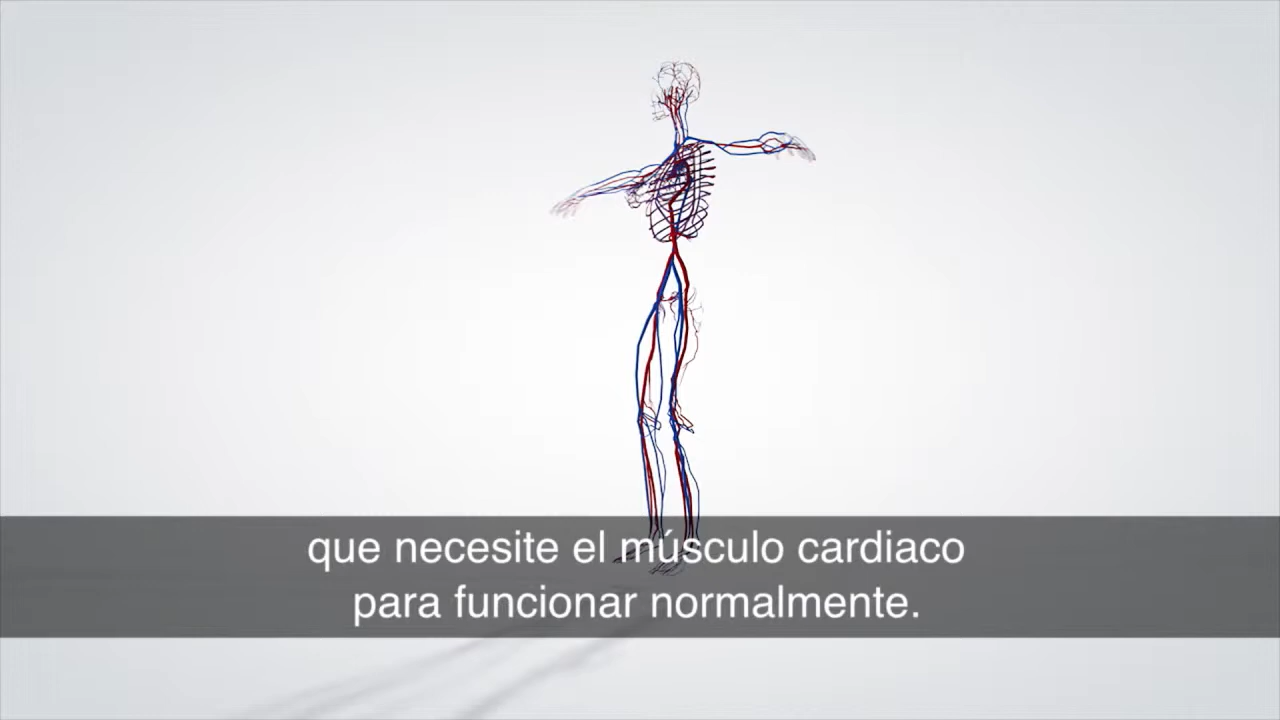 que necesite el músculo cardiaco
para funcionar normalmente.